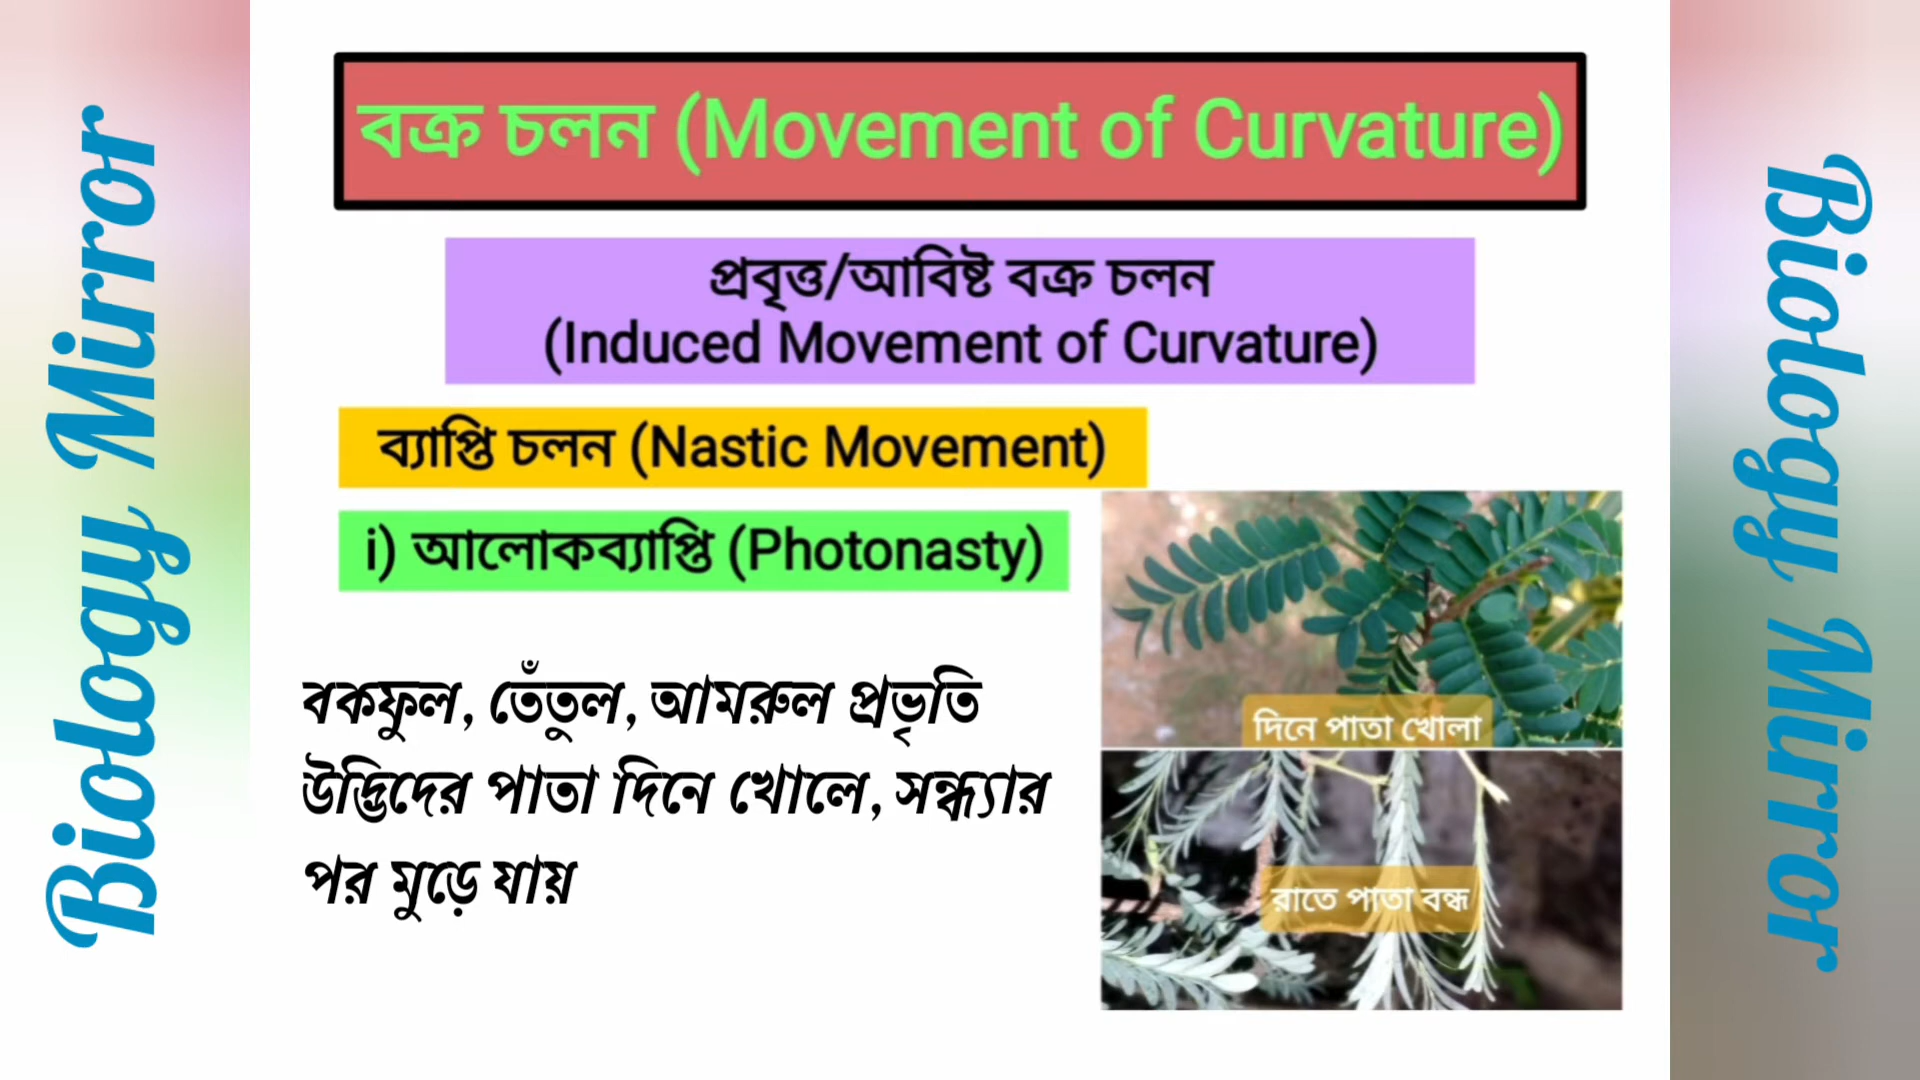 Biology Mirror
বক্র চলন (Movement of Curvature)
প্রবৃত্ত/আবিষ্ট বক্র চলন
(Induced Movement of Curvature)
ব্যাপ্তি চলন (Nastic Movement)
i) আলোকব্যাপ্তি (Photonasty)
বকফুল, তেঁতুল, আমরুল প্রভৃতি
উদ্ভিদের পাতা দিনে খোলে, সন্ধ্যার
পর মুড়ে যায়
দিনে পাতা খোলা
রাতে পাতা বন্ধ
Biology Mirror